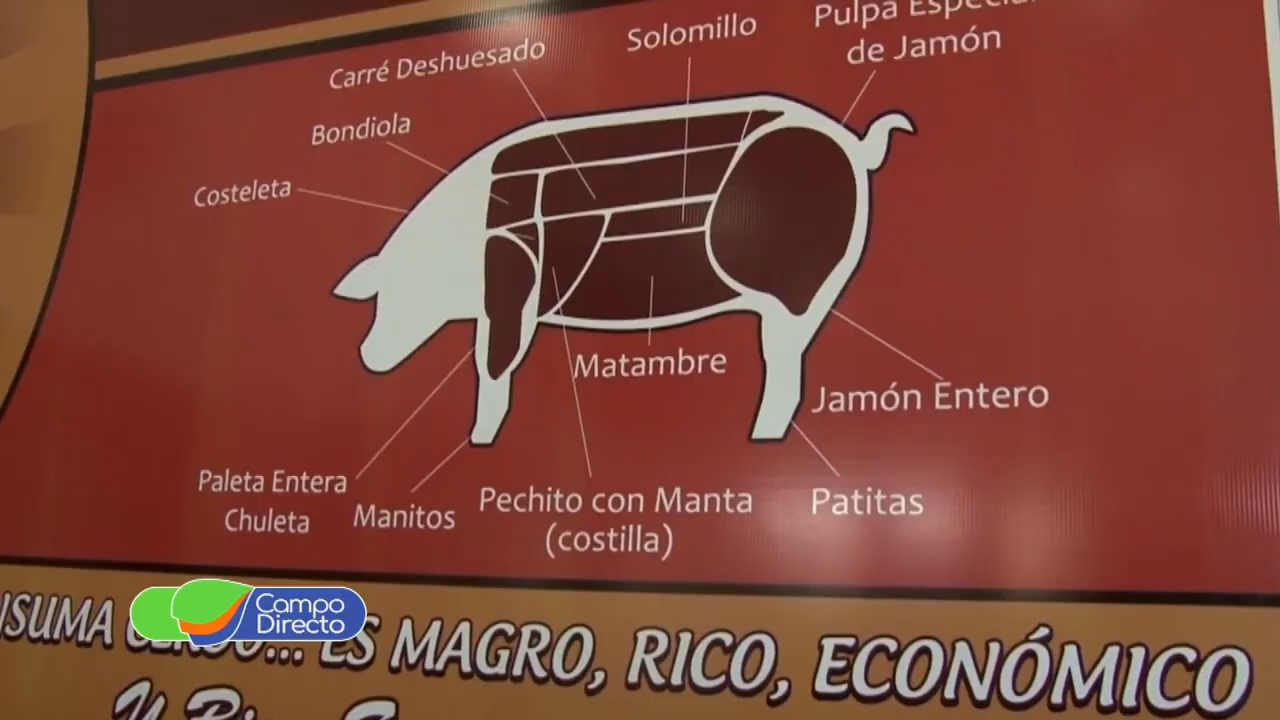 Solomillo
Pulpa
de Jamón
Carré Deshuesado
Bondiola
Costeleta
Matambre
Jamón Entero
Paleta Entera
Chuleta
Manitos
Pechito con Manta
(costilla)
Patitas
Campo
Directo
ES MAGRO, RICO, ECONÓMICO